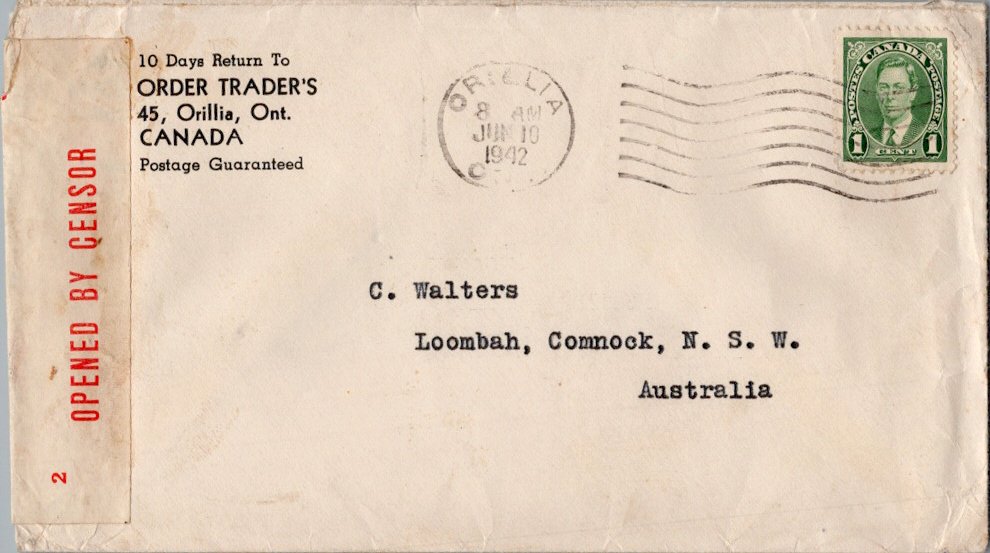 10 Days Return To
ORDER TRADER'S
45, Orillia, Ont.
CANADA
Postage Guaranteed
ORILLIA
8 AM
JUN 10
1942
POSTES CANADA POSTAGE
1 CENT 1
OPENED BY CENSOR
2
C. Walters
Loombah, Comnock, N. S. W.
Australia